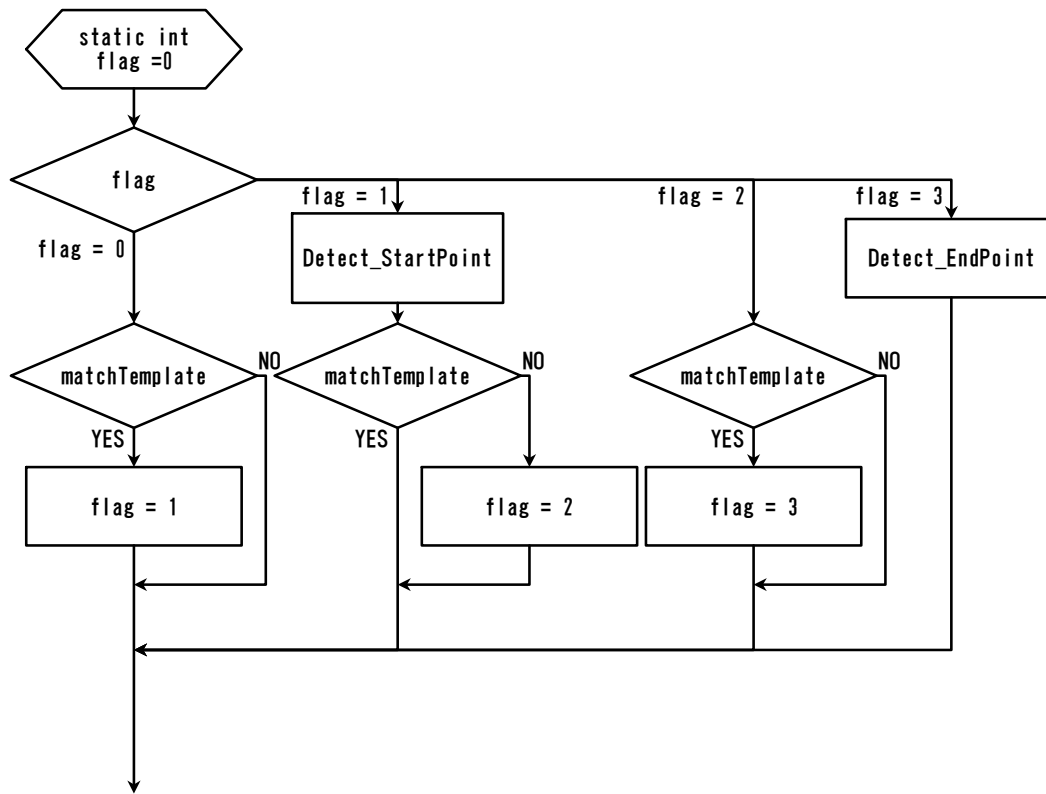 static int
flag =0
flag
flag = 0
flag = 1
flag = 2
flag = 3
Detect_StartPoint
Detect_EndPoint
matchTemplate
NO
YES
matchTemplate
NO
YES
matchTemplate
NO
YES
flag = 1
flag = 2
flag = 3